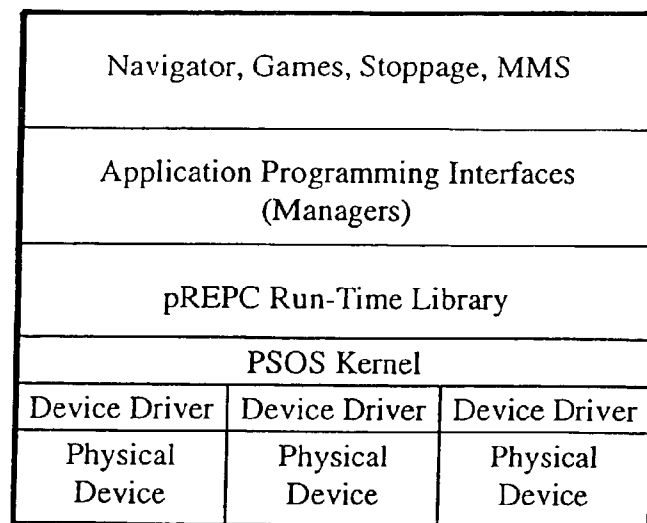 Navigator, Games, Stoppage, MMS
Application Programming Interfaces
(Managers)
pREPC Run-Time Library
PSOS Kernel
Device Driver Device Driver Device Driver
Physical Physical Physical
Device Device Device